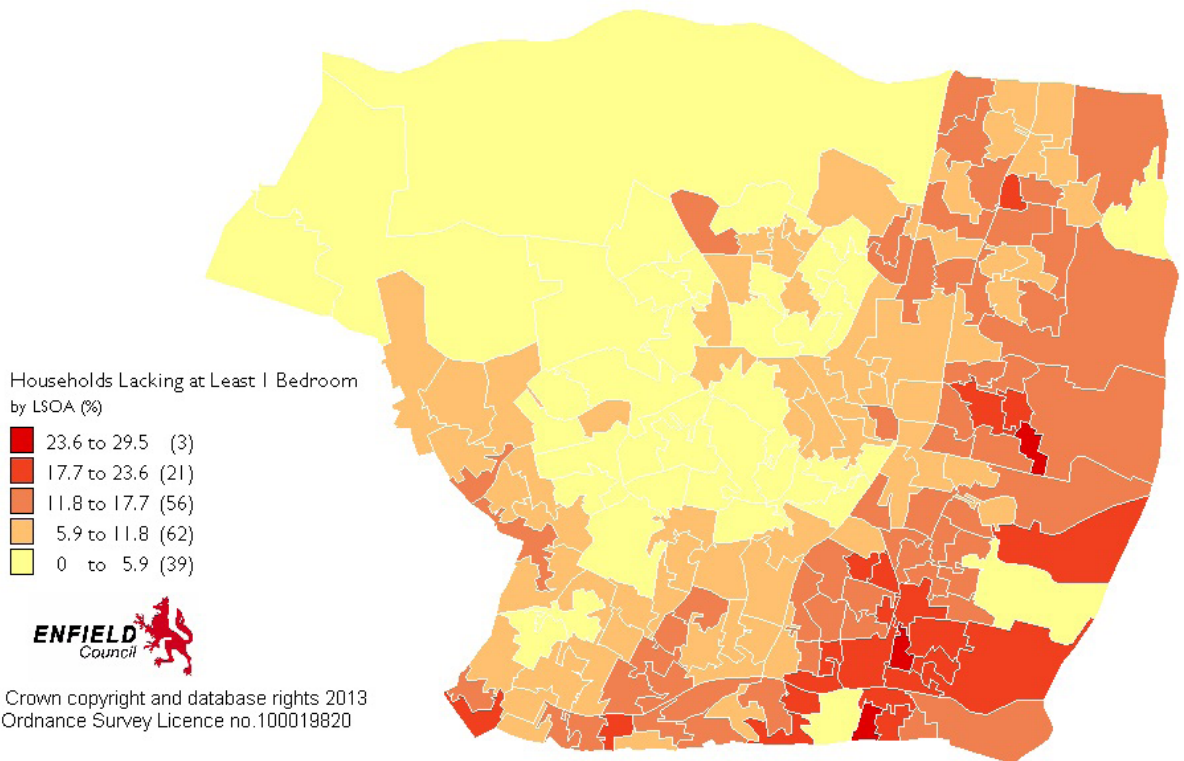 Households Lacking at Least 1 Bedroom
by LSOA (%)
23.6 to 29.5 (3)
17.7 to 23.6 (21)
11.8 to 17.7 (56)
5.9 to 11.8 (62)
0 to 5.9 (39)
ENFIELD
Council
Crown copyright and database rights 2013
Ordnance Survey Licence no.100019820